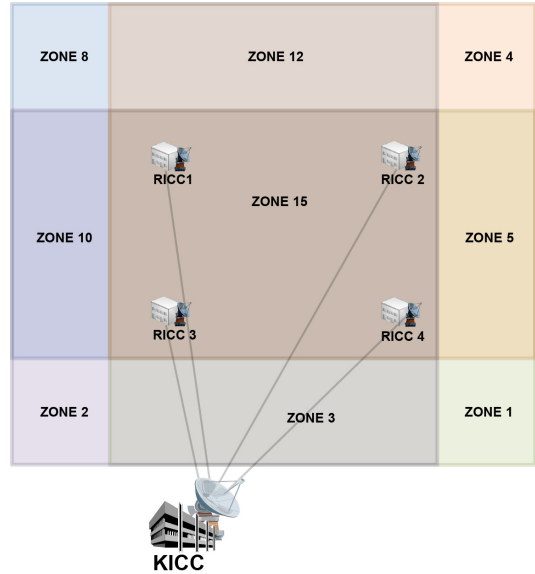 ZONE 8
ZONE 12
ZONE 4
RICC1
RICC 2
ZONE 15
ZONE 10
ZONE 5
RICC 3
RICC 4
ZONE 2
ZONE 3
ZONE 1
KICC